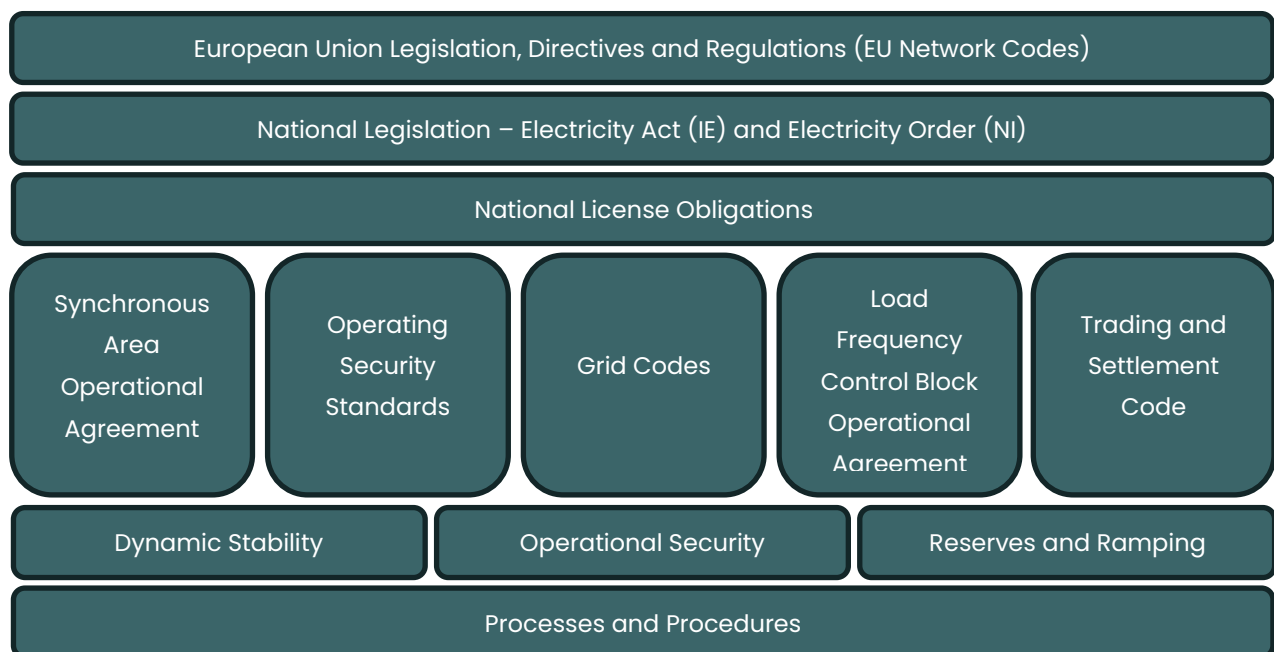 European Union Legislation, Directives and Regulations (EU Network Codes)
National Legislation – Electricity Act (IE) and Electricity Order (NI)
National License Obligations
Synchronous
Area
Operational
Agreement
Operating
Security
Standards
Grid Codes
Load
Frequency
Control Block
Operational
Agreement
Trading and
Settlement
Code
Dynamic Stability
Operational Security
Reserves and Ramping
Processes and Procedures